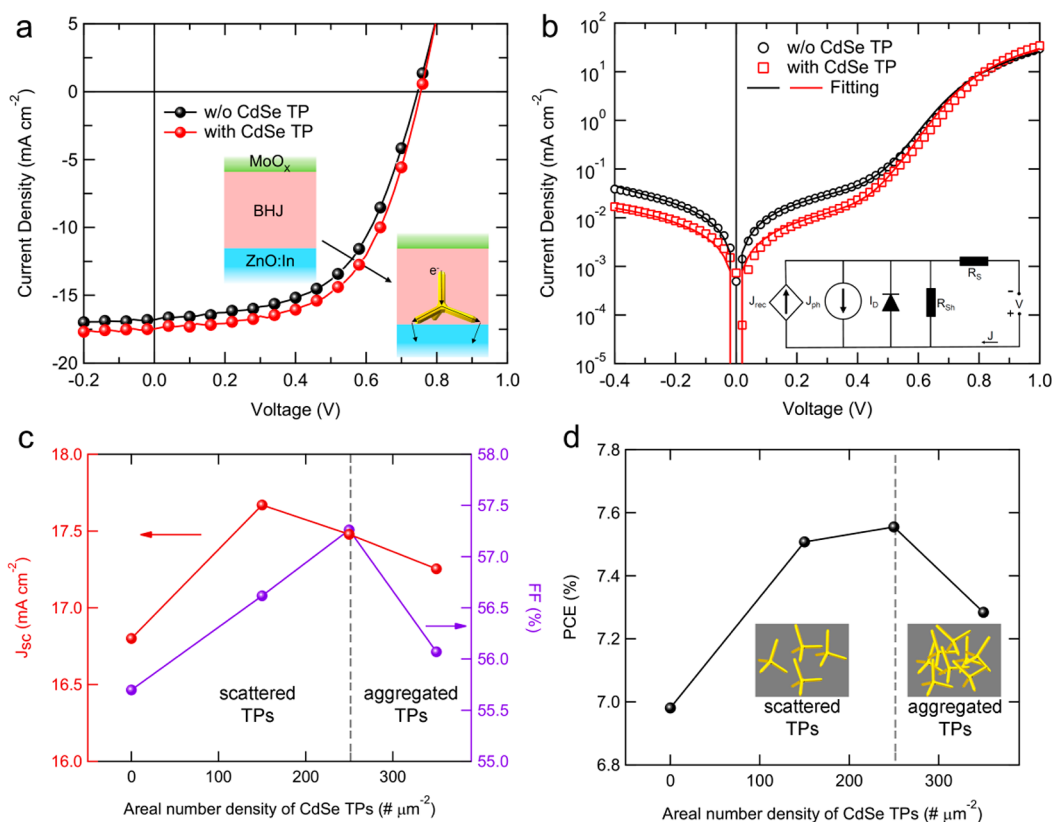 a
Current Density (mA cm⁻²)
5
0
-5
-10
-15
-20
w/o CdSe TP
with CdSe TP
MoOₓ
BHJ
ZnO:In
e⁻
-0.2
0.0
0.2
0.4
0.6
0.8
1.0
Voltage (V)
b
Current Density (mA cm⁻²)
10²
10¹
10⁰
10⁻¹
10⁻²
10⁻³
10⁻⁴
10⁻⁵
w/o CdSe TP
with CdSe TP
Fitting
J_rec
J_ph
I_D
R_Sh
R_S
-
V
+
J
-0.4
-0.2
0.0
0.2
0.4
0.6
0.8
1.0
Voltage (V)
c
J_SC (mA cm⁻²)
18.0
17.5
17.0
16.5
16.0
58.0
57.5
57.0
56.5
56.0
55.5
55.0
FF (%)
scattered
TPs
aggregated
TPs
0
100
200
300
Areal number density of CdSe TPs (# μm⁻²)
d
PCE (%)
7.8
7.6
7.4
7.2
7.0
6.8
scattered
TPs
aggregated
TPs
0
100
200
300
Areal number density of CdSe TPs (# μm⁻²)